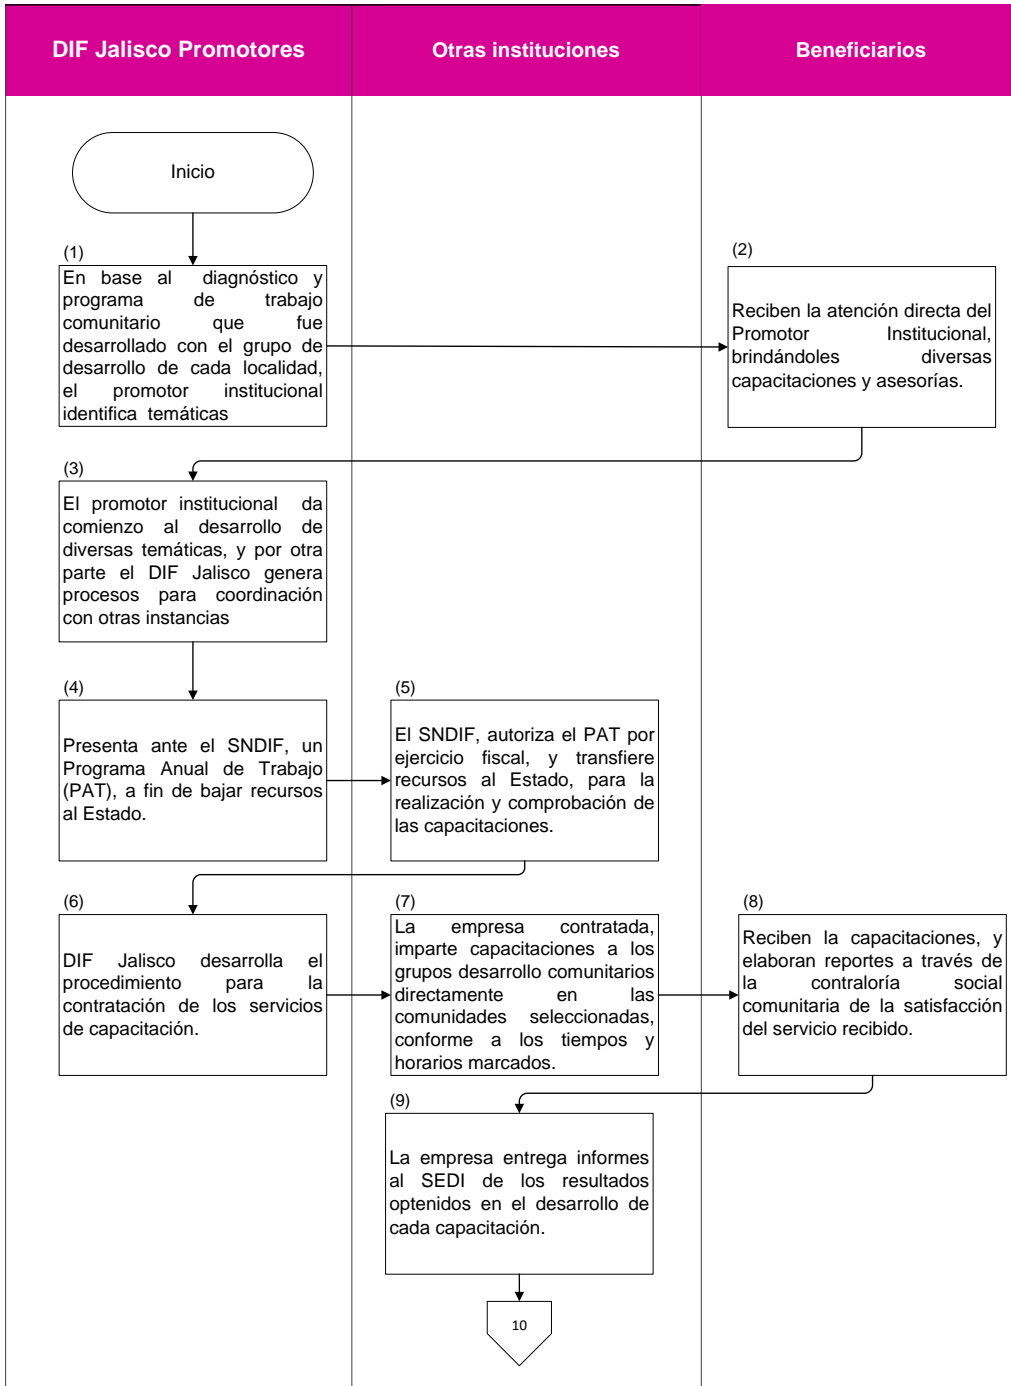 DIF Jalisco Promotores
Otras instituciones
Beneficiarios
Inicio
(1)
En base al diagnóstico y
programa de trabajo
comunitario que fue
desarrollado con el grupo de
desarrollo de cada localidad,
el promotor institucional
identifica temáticas
(2)
Reciben la atención directa del
Promotor Institucional,
brindándoles diversas
capacitaciones y asesorías.
(3)
El promotor institucional da
comienzo al desarrollo de
diversas temáticas, y por otra
parte el DIF Jalisco genera
procesos para coordinación
con otras instancias
(4)
Presenta ante el SNDIF, un
Programa Anual de Trabajo
(PAT), a fin de bajar recursos
al Estado.
(5)
El SNDIF, autoriza el PAT por
ejercicio fiscal, y transfiere
recursos al Estado, para la
realización y comprobación de
las capacitaciones.
(6)
DIF Jalisco desarrolla el
procedimiento para la
contratación de los servicios
de capacitación.
(7)
La empresa contratada,
imparte capacitaciones a los
grupos desarrollo comunitarios
directamente en las
comunidades seleccionadas,
conforme a los tiempos y
horarios marcados.
(8)
Reciben la capacitaciones, y
elaboran reportes a través de
la contraloría social
comunitaria de la satisfacción
del servicio recibido.
(9)
La empresa entrega informes
al SEDI de los resultados
optenidos en el desarrollo de
cada capacitación.
10